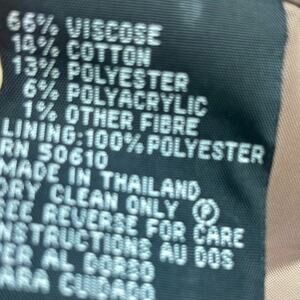 66% VISCOSE
14% COTTON
13% POLYESTER
6% POLYACRYLIC
1% OTHER FIBRE
LINING: 100% POLYESTER
RN 50610
MADE IN THAILAND
DRY CLEAN ONLY Ⓟ
SEE REVERSE FOR CARE
INSTRUCTIONS AU DOS
VER AL DORSO
PARA CUIDADO